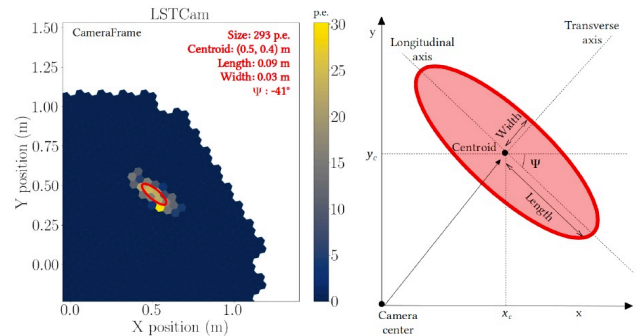 LSTCam
CameraFrame
Size: 293 p.e.
Centroid: (0.5, 0.4) m
Length: 0.09 m
Width: 0.03 m
Ψ : -41°
Y position (m)
1.50
1.25
1.00
0.75
0.50
0.25
0.00
0.0
0.5
1.0
X position (m)
p.e.
30
25
20
15
10
5
0
y
Longitudinal
axis
Transverse
axis
Width
Centroid
Ψ
Length
y_c
Camera
center
x_c
x